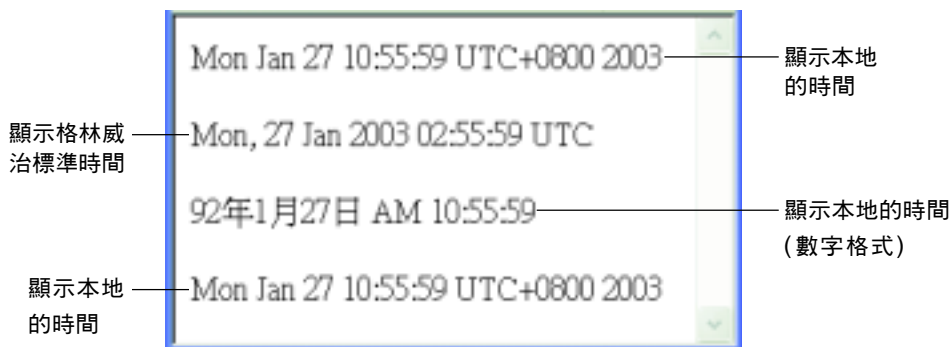 Mon Jan 27 10:55:59 UTC+0800 2003
顯示本地
的時間
顯示格林威
治標準時間
Mon, 27 Jan 2003 02:55:59 UTC
92年1月27日 AM 10:55:59
顯示本地的時間
(數字格式)
顯示本地
的時間
Mon Jan 27 10:55:59 UTC+0800 2003